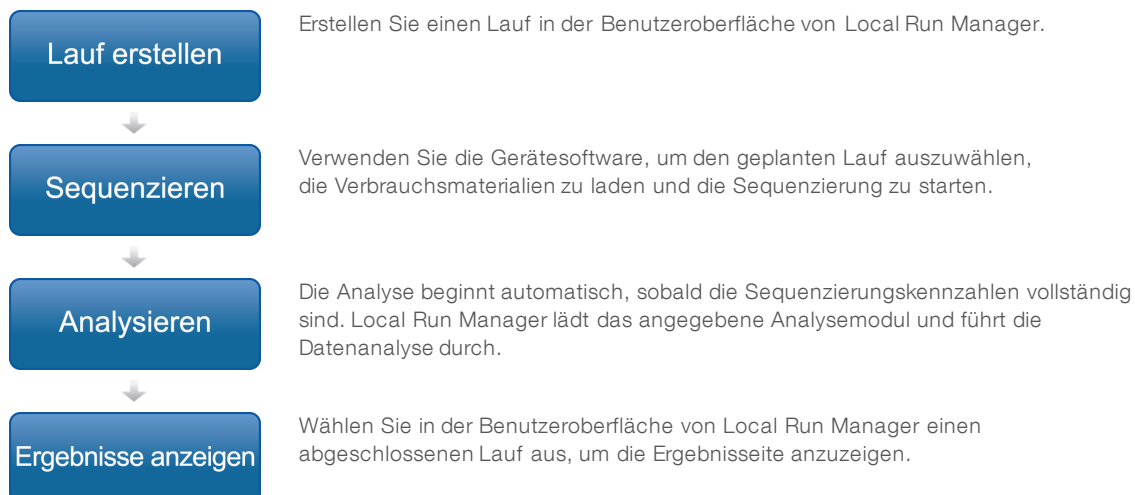 Lauf erstellen
Erstellen Sie einen Lauf in der Benutzeroberfläche von Local Run Manager.
Sequenzieren
Verwenden Sie die Gerätesoftware, um den geplanten Lauf auszuwählen,
die Verbrauchsmaterialien zu laden und die Sequenzierung zu starten.
Analysieren
Die Analyse beginnt automatisch, sobald die Sequenzierungskennzahlen vollständig
sind. Local Run Manager lädt das angegebene Analysemodul und führt die
Datenanalyse durch.
Ergebnisse anzeigen
Wählen Sie in der Benutzeroberfläche von Local Run Manager einen
abgeschlossenen Lauf aus, um die Ergebnisseite anzuzeigen.